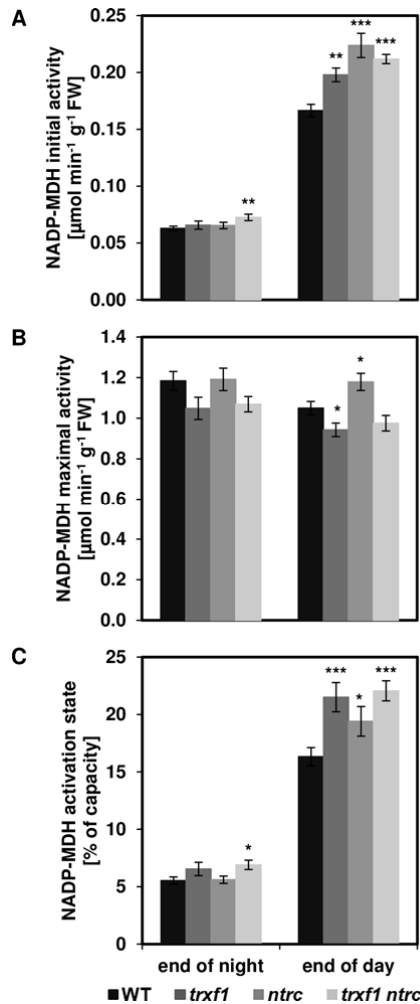 A
NADP-MDH initial activity
[µmol min⁻¹ g⁻¹ FW]
0.25
0.20
0.15
0.10
0.05
0.00
**
**
***
***
B
NADP-MDH maximal activity
[µmol min⁻¹ g⁻¹ FW]
1.4
1.2
1.0
0.8
0.6
0.4
0.2
0.0
*
*
C
NADP-MDH activation state
[% of capacity]
25
20
15
10
5
0
*
***
*
***
end of night end of day
WT trxf1 ntrc trxf1 ntrc